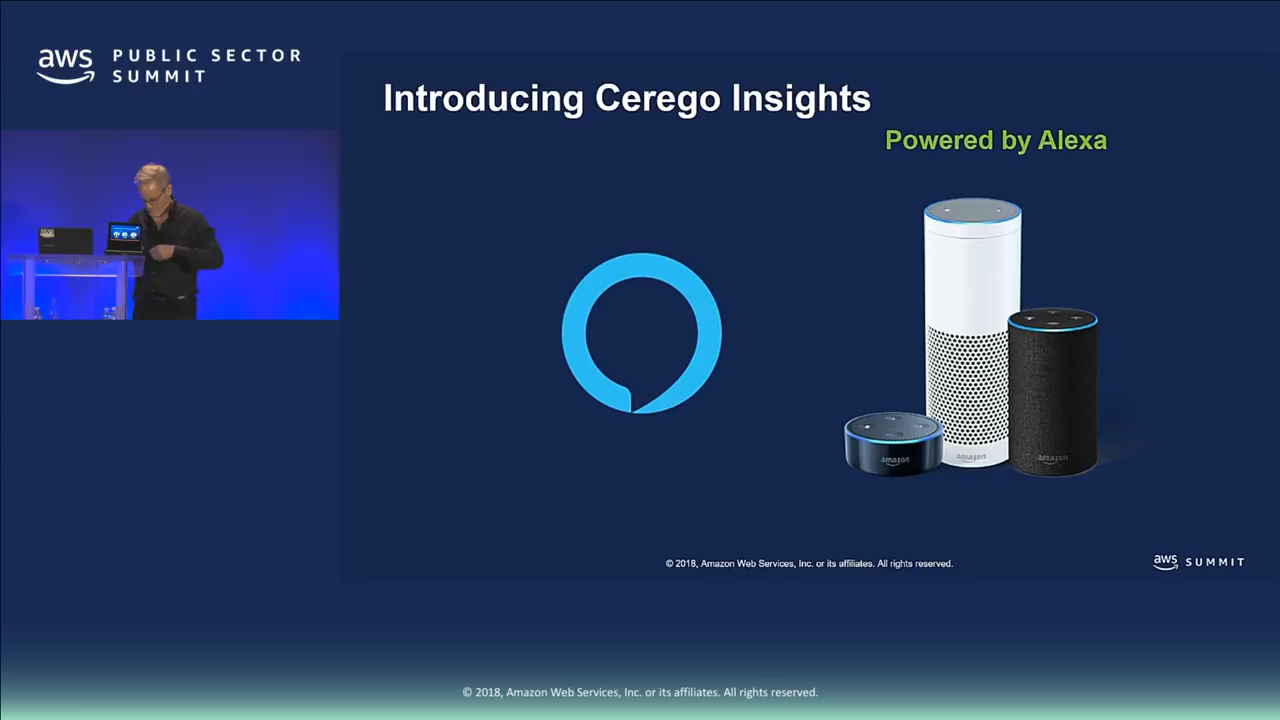 aws PUBLIC SECTOR
SUMMIT
Introducing Cerego Insights
Powered by Alexa
amazon
amazon
amazon
© 2018, Amazon Web Services, Inc. or its affiliates. All rights reserved.
aws SUMMIT
© 2018, Amazon Web Services, Inc. or its affiliates. All rights reserved.